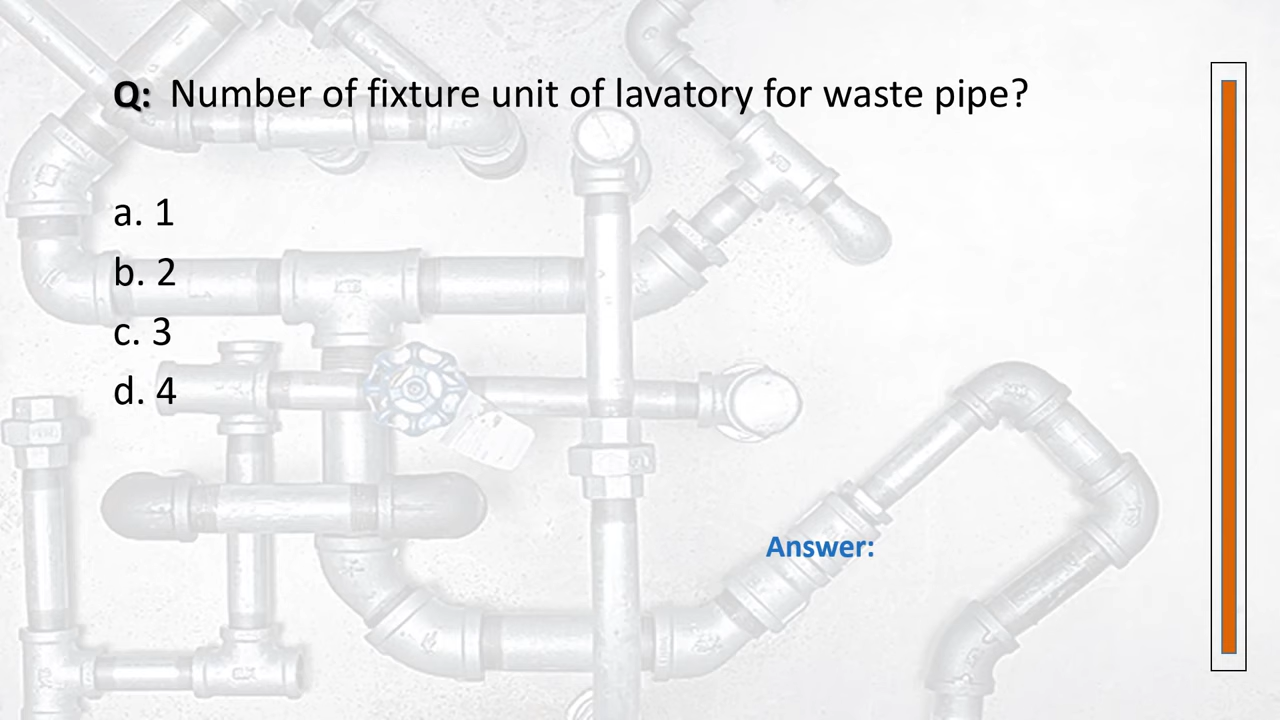 Q: Number of fixture unit of lavatory for waste pipe?
a. 1
b. 2
c. 3
d. 4
Answer: